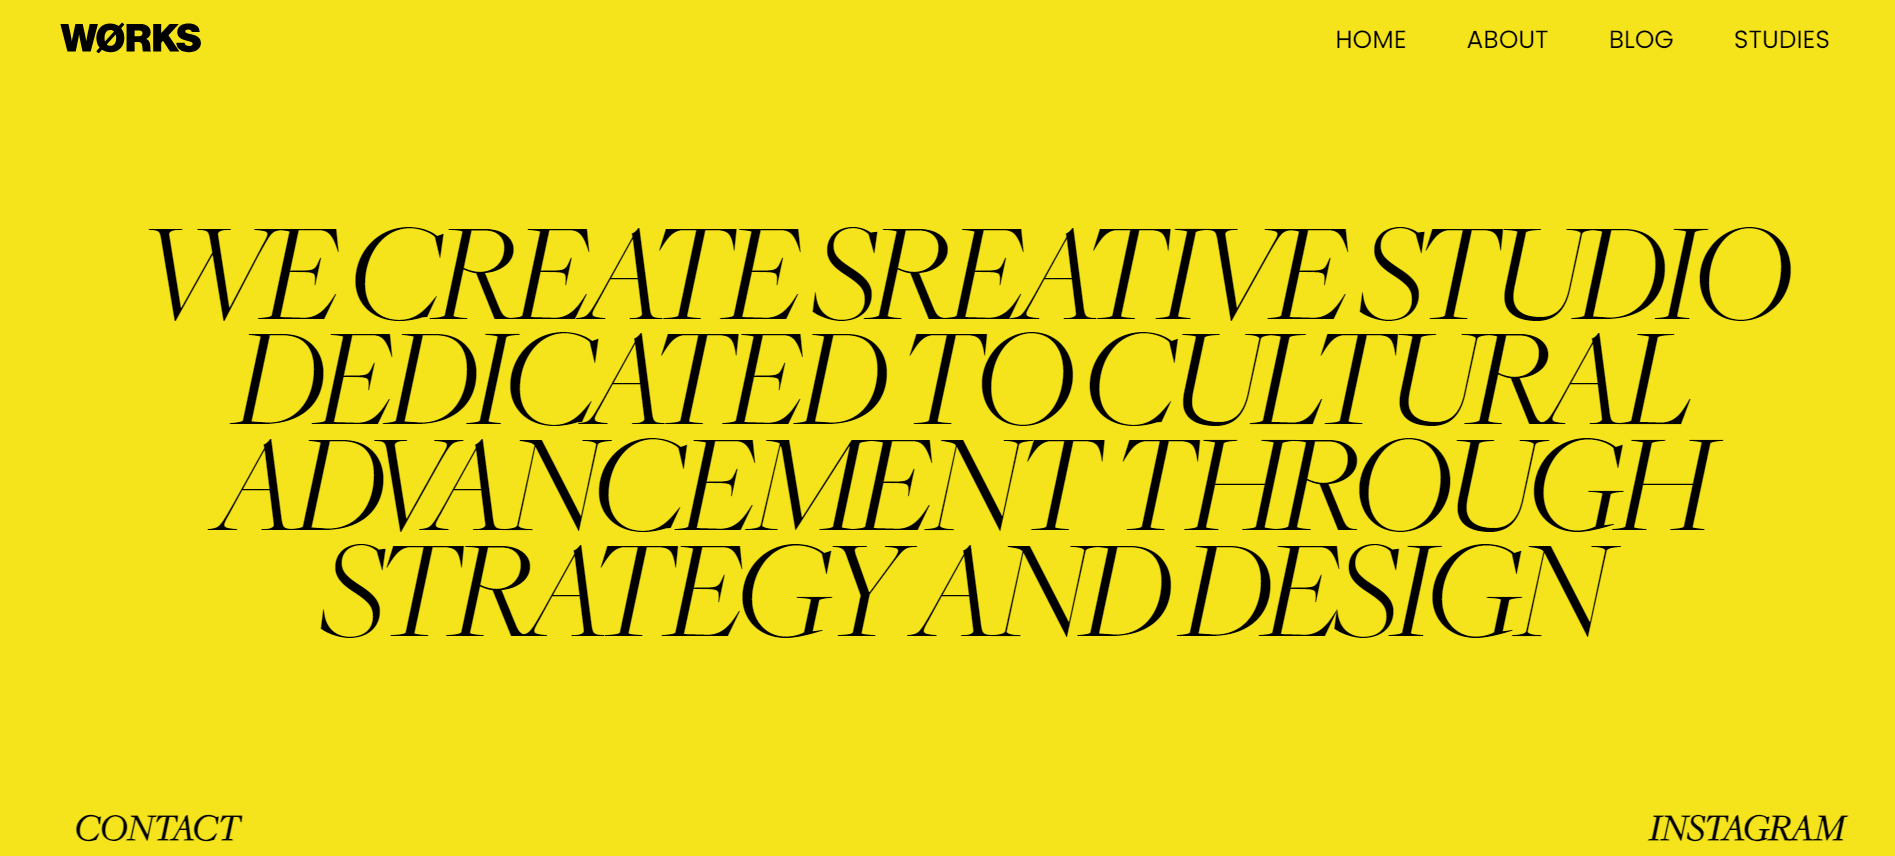 WØRKS
HOME ABOUT BLOG STUDIES
WE CREATE SREATIVE STUDIO
DEDICATED TO CULTURAL
ADVANCEMENT THROUGH
STRATEGY AND DESIGN
CONTACT
INSTAGRAM